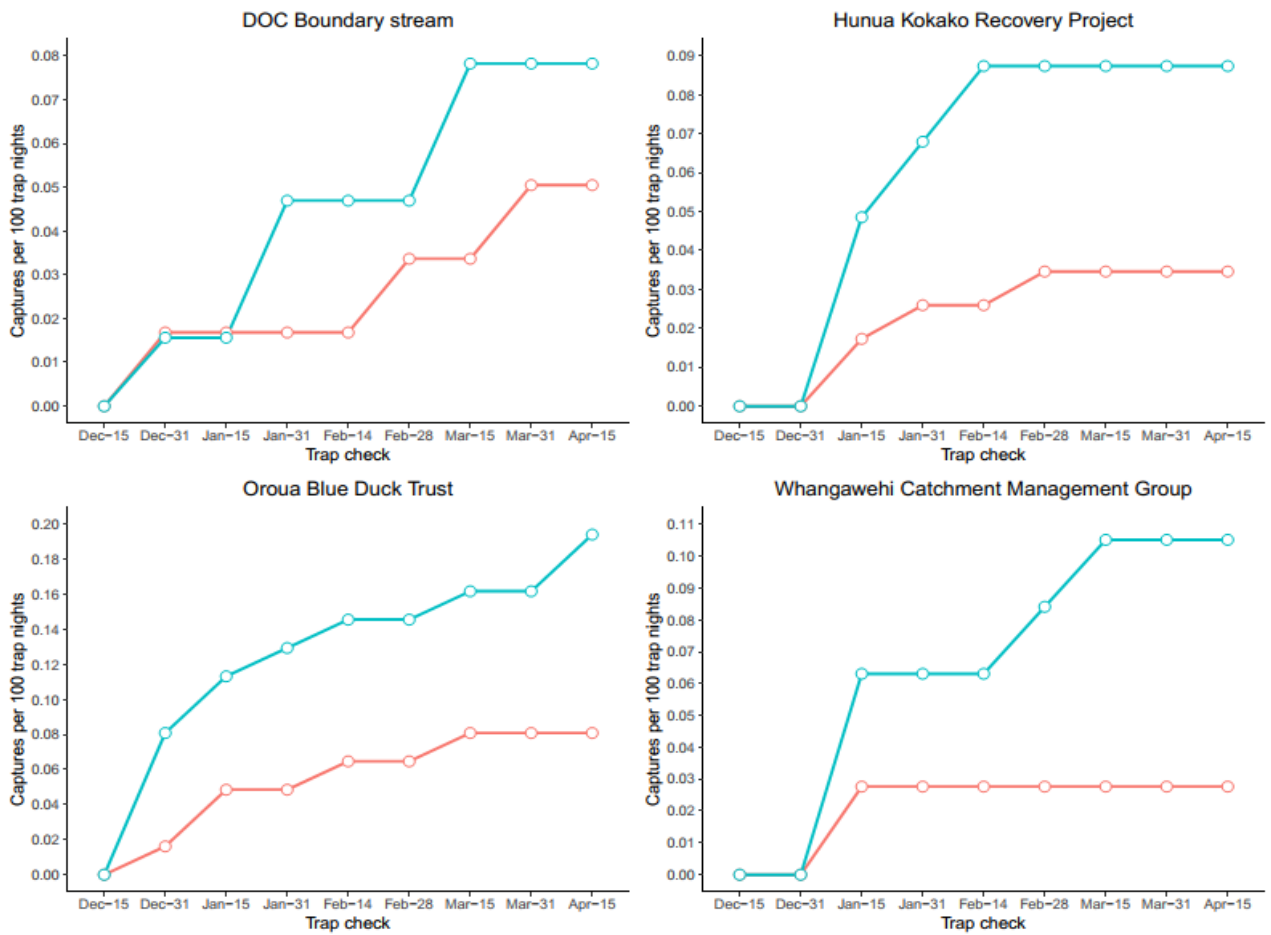 DOC Boundary stream
Captures per 100 trap nights
0.08
0.07
0.06
0.05
0.04
0.03
0.02
0.01
0.00
Dec−15 Dec−31 Jan−15 Jan−31 Feb−14 Feb−28 Mar−15 Mar−31 Apr−15
Trap check
Hunua Kokako Recovery Project
Captures per 100 trap nights
0.09
0.08
0.07
0.06
0.05
0.04
0.03
0.02
0.01
0.00
Dec−15 Dec−31 Jan−15 Jan−31 Feb−14 Feb−28 Mar−15 Mar−31 Apr−15
Trap check
Oroua Blue Duck Trust
Captures per 100 trap nights
0.20
0.18
0.16
0.14
0.12
0.10
0.08
0.06
0.04
0.02
0.00
Dec−15 Dec−31 Jan−15 Jan−31 Feb−14 Feb−28 Mar−15 Mar−31 Apr−15
Trap check
Whangawehi Catchment Management Group
Captures per 100 trap nights
0.11
0.10
0.09
0.08
0.07
0.06
0.05
0.04
0.03
0.02
0.01
0.00
Dec−15 Dec−31 Jan−15 Jan−31 Feb−14 Feb−28 Mar−15 Mar−31 Apr−15
Trap check